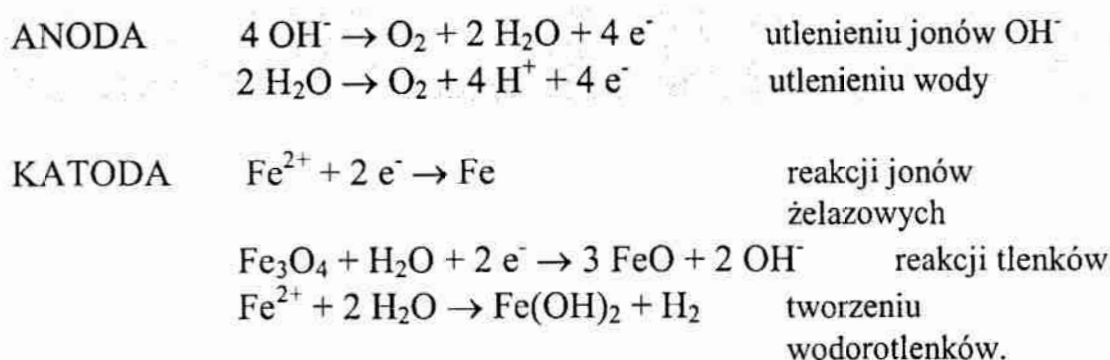 ANODA 4 OH⁻ → O₂ + 2 H₂O + 4 e⁻ utlenieniu jonów OH⁻
2 H₂O → O₂ + 4 H⁺ + 4 e⁻ utlenieniu wody
KATODA Fe²⁺ + 2 e⁻ → Fe reakcji jonów
żelazowych
Fe₃O₄ + H₂O + 2 e⁻ → 3 FeO + 2 OH⁻ reakcji tlenków
Fe²⁺ + 2 H₂O → Fe(OH)₂ + H₂ tworzeniu
wodorotlenków.